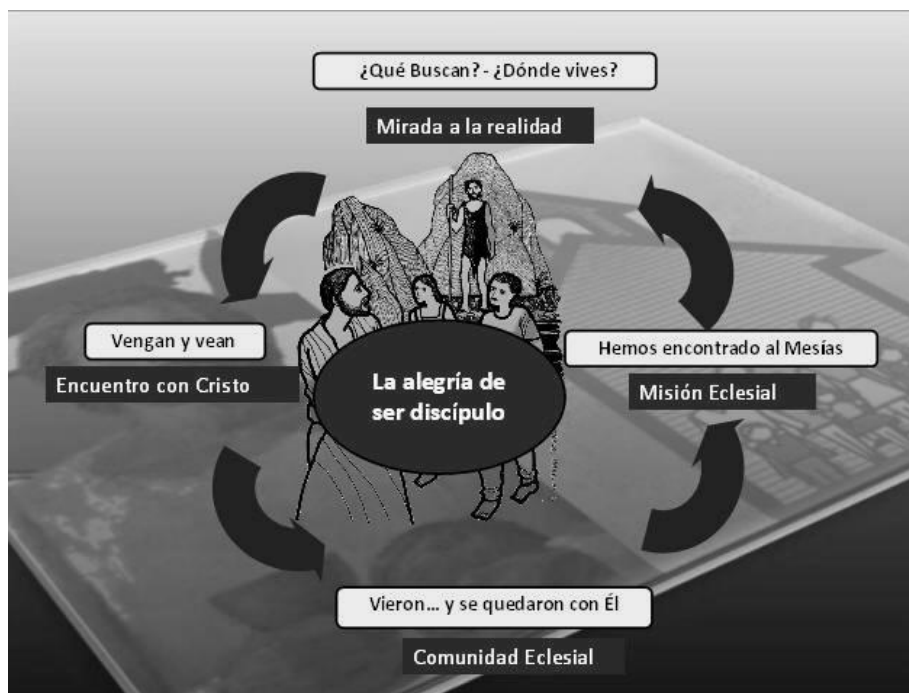 ¿Qué Buscan? - ¿Dónde vives?
Mirada a la realidad
Vengan y vean
Encuentro con Cristo
La alegría de
ser discípulo
Hemos encontrado al Mesías
Misión Eclesial
Vieron... y se quedaron con Él
Comunidad Eclesial